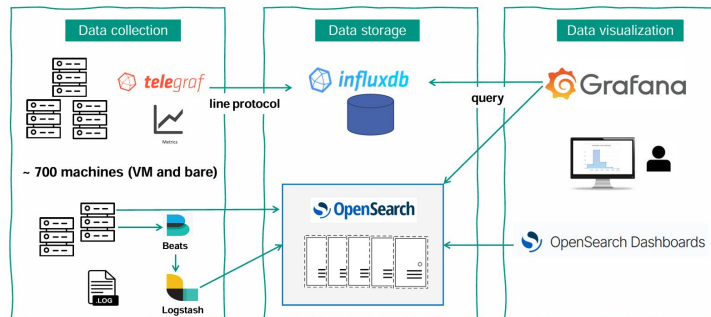 Data collection
Data storage
Data visualization
telegraf
influxdb
Grafana
line protocol
query
Metrics
~ 700 machines (VM and bare)
OpenSearch
Beats
OpenSearch Dashboards
.LOG
Logstash